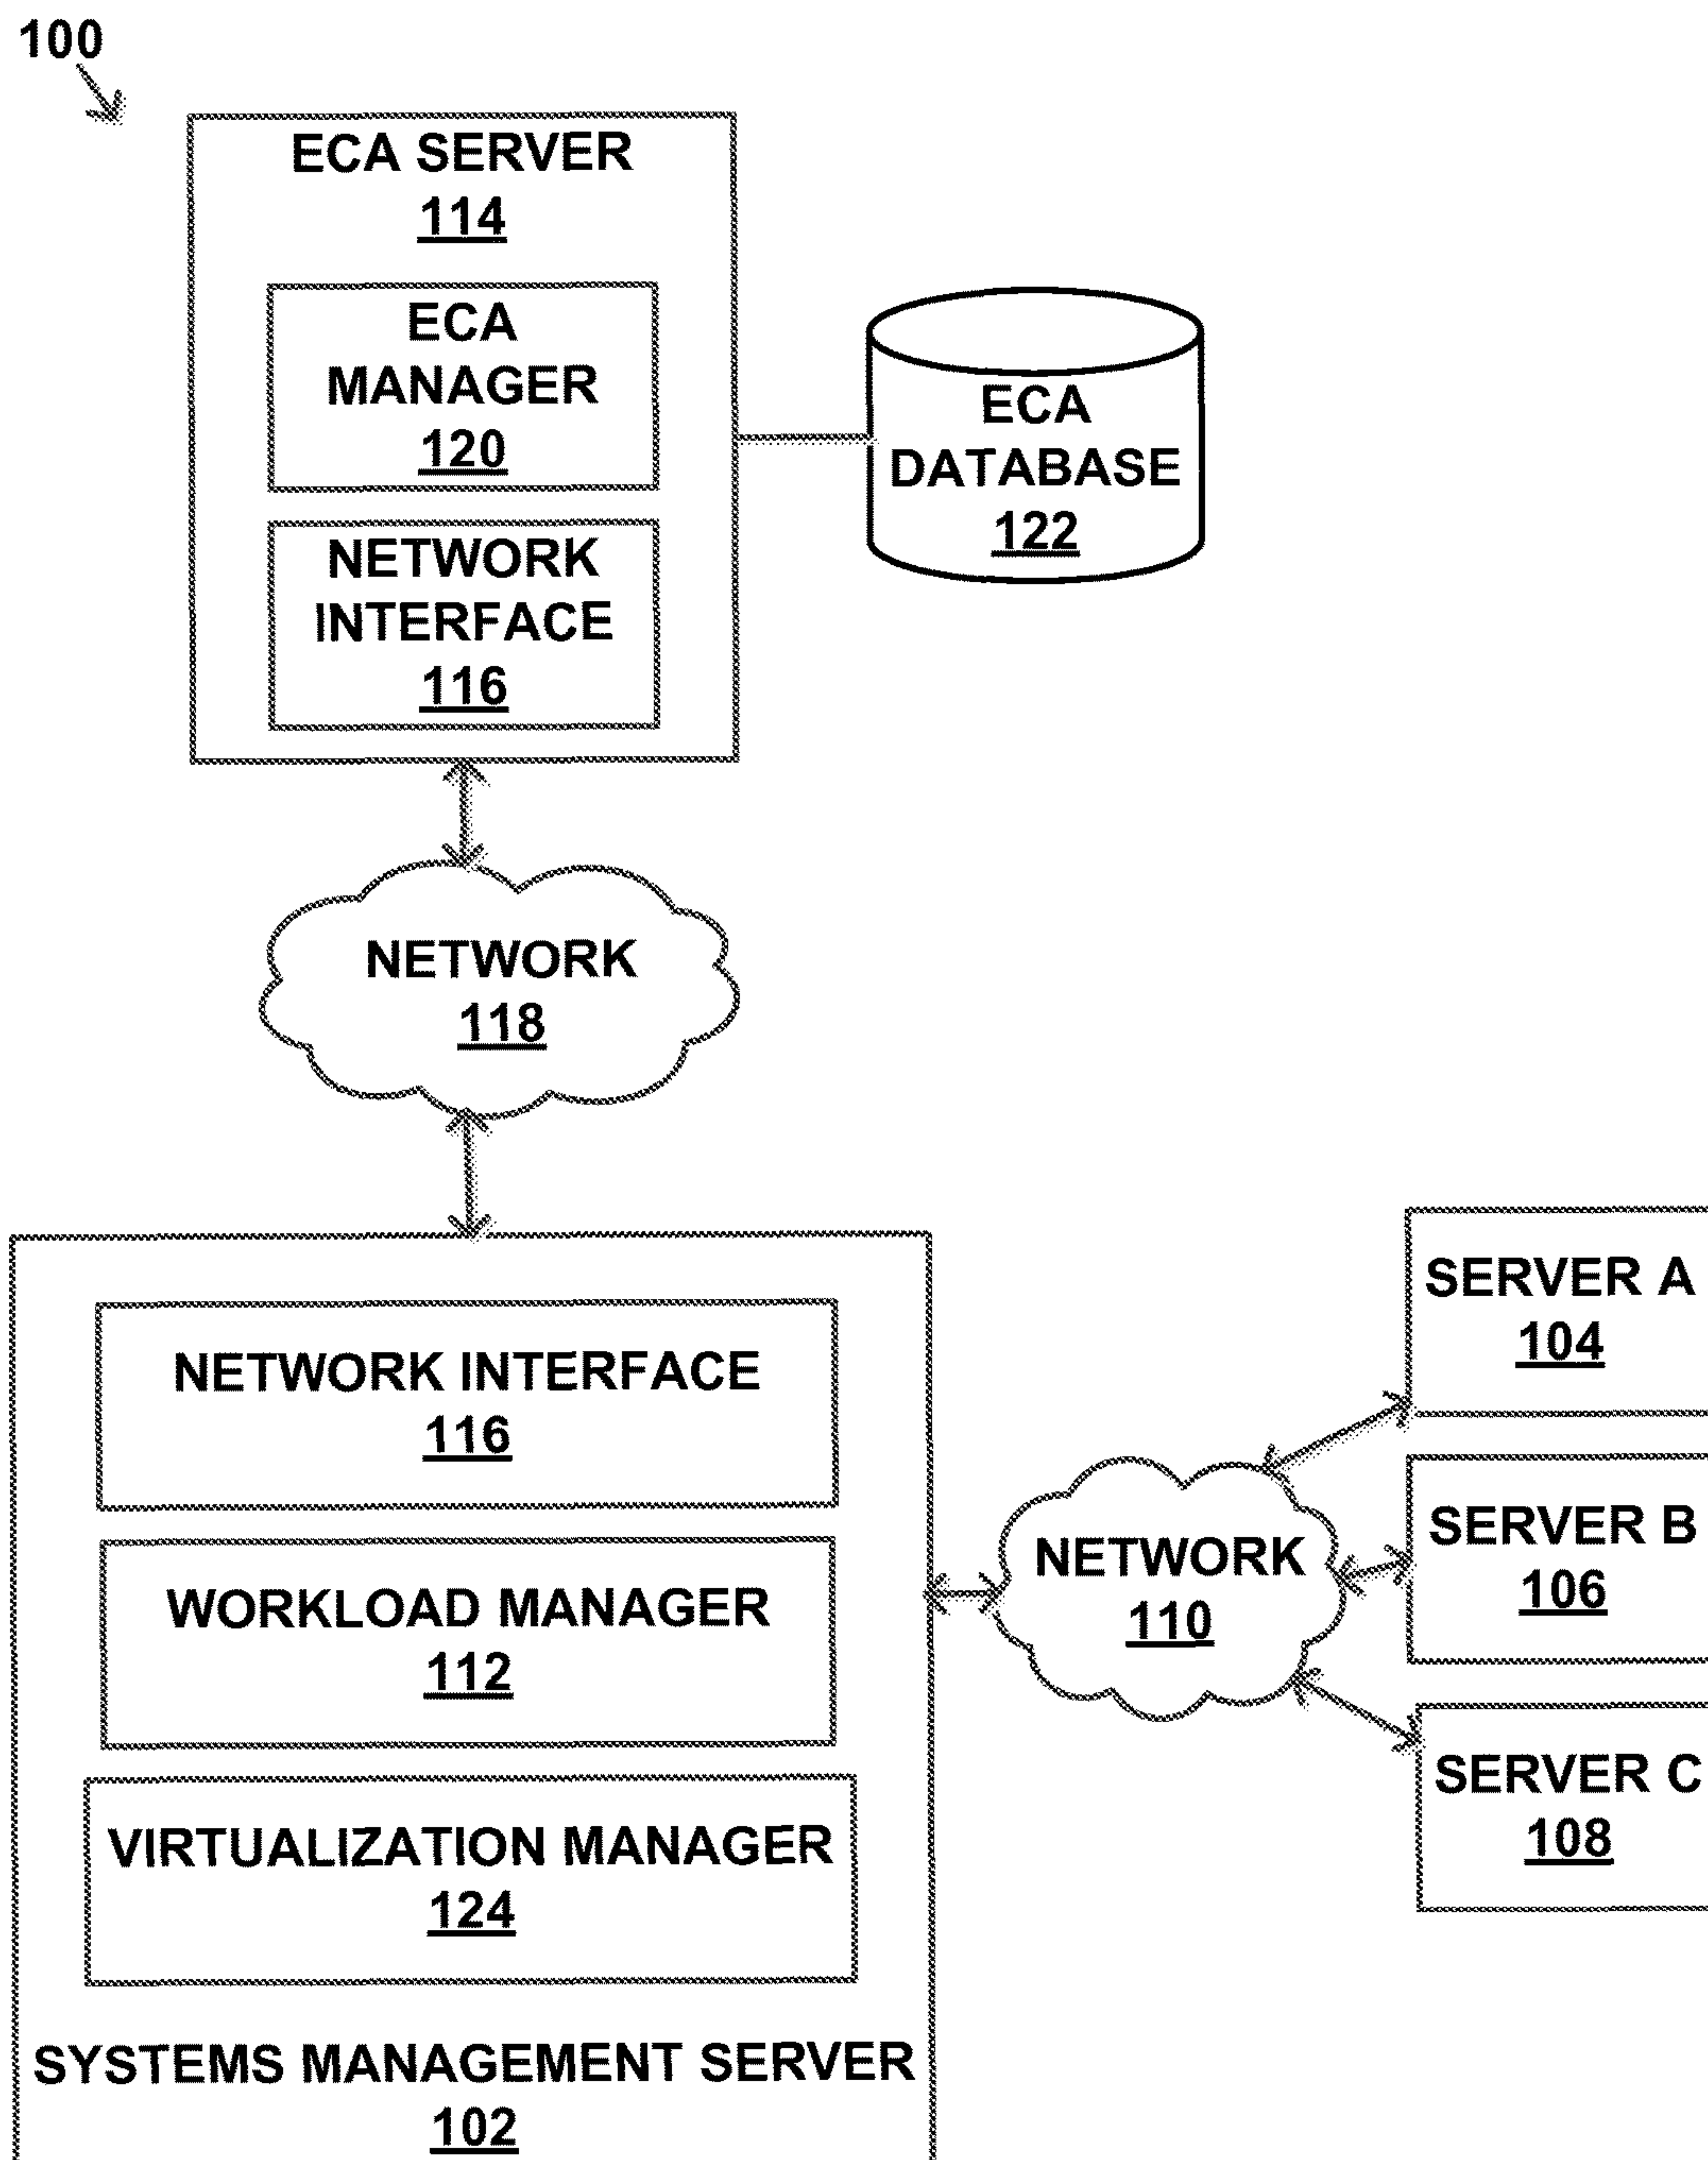 100
ECA SERVER
114
ECA
MANAGER
120
NETWORK
INTERFACE
116
ECA
DATABASE
122
NETWORK
118
NETWORK INTERFACE
116
WORKLOAD MANAGER
112
VIRTUALIZATION MANAGER
124
SYSTEMS MANAGEMENT SERVER
102
NETWORK
110
SERVER A
104
SERVER B
106
SERVER C
108